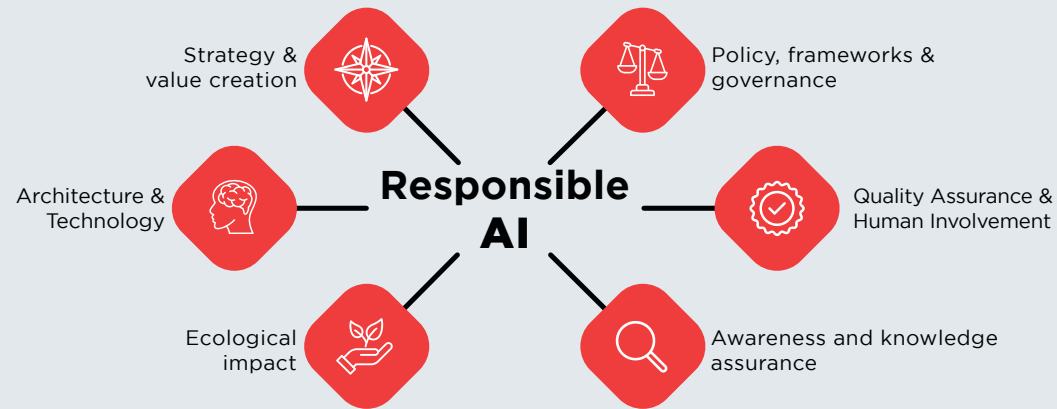 Strategy &
value creation
Policy, frameworks &
governance
Architecture &
Technology
Responsible
AI
Quality Assurance &
Human Involvement
Ecological
impact
Awareness and knowledge
assurance